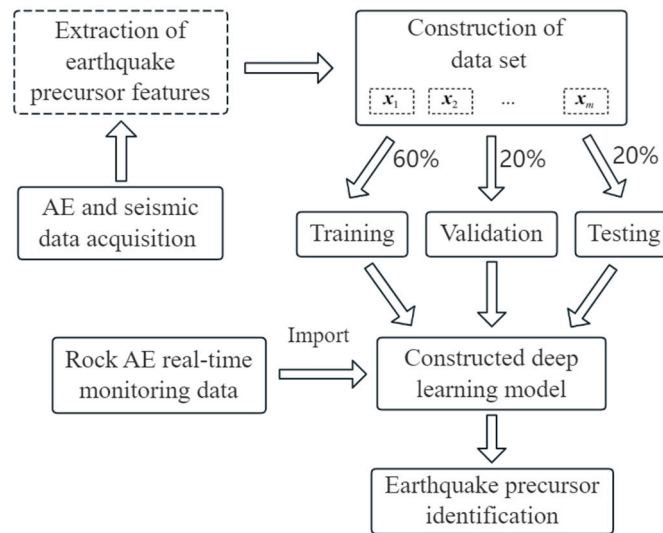 Extraction of
earthquake
precursor features
Construction of
data set
x1 x2 ... xm
60% 20% 20%
AE and seismic
data acquisition
Training Validation Testing
Import
Rock AE real-time
monitoring data
Constructed deep
learning model
Earthquake precursor
identification